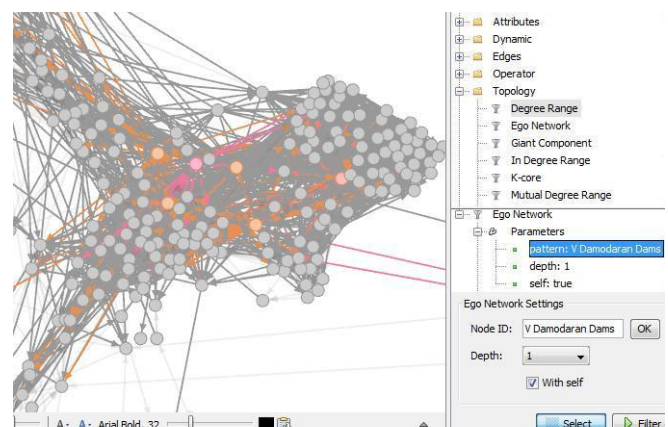 Attributes
Dynamic
Edges
Operator
Topology
Degree Range
Ego Network
Giant Component
In Degree Range
K-core
Mutual Degree Range
Ego Network
Parameters
pattern: V Damodaran Dams
depth: 1
self: true
Ego Network Settings
Node ID: V Damodaran Dams OK
Depth: 1
With self
A- A- Arial Bold, 32
Select Filter